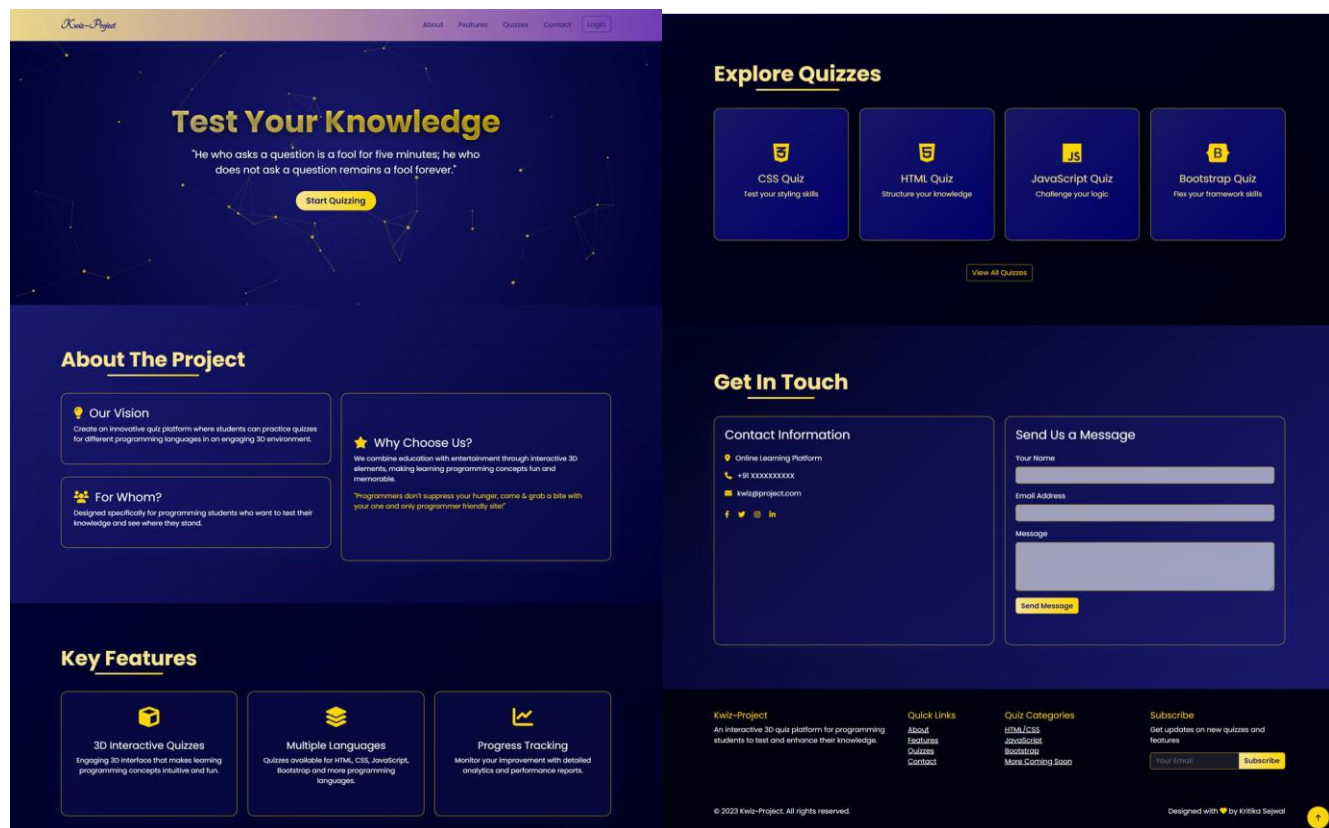 Kwiz~Project
About Features Quizzes Contact Login
Test Your Knowledge
"He who asks a question is a fool for five minutes; he who
does not ask a question remains a fool forever."
Start Quizzing
About The Project
Our Vision
Create an innovative quiz platform where students can practice quizzes
for different programming languages in an engaging 3D environment.
For Whom?
Designed specifically for programming students who want to test their
knowledge and see where they stand.
Why Choose Us?
We combine education with entertainment through interactive 3D
elements, making learning programming concepts fun and
memorable.
"Programmers don't suppress your hunger, come & grab a bite with
your one and only programmer friendly site!"
Key Features
3D Interactive Quizzes
Engaging 3D interface that makes learning
programming concepts intuitive and fun.
Multiple Languages
Quizzes available for HTML, CSS, JavaScript,
Bootstrap and more programming
languages.
Progress Tracking
Monitor your improvement with detailed
analytics and performance reports.
Explore Quizzes
CSS Quiz
Test your styling skills
5
HTML Quiz
Structure your knowledge
JS
JavaScript Quiz
Challenge your logic
B
Bootstrap Quiz
Flex your framework skills
View All Quizzes
Get In Touch
Contact Information
Online Learning Platform
+91 XXXXXXXXXX
kwiz@project.com
Send Us a Message
Your Name
Email Address
Message
Send Message
Kwiz~Project
An interactive 3D quiz platform for programming
students to test and enhance their knowledge.
Quick Links
About
Features
Quizzes
Contact
Quiz Categories
HTML/CSS
JavaScript
Bootstrap
More Coming Soon
Subscribe
Get updates on new quizzes and
features
Your Email Subscribe
© 2023 Kwiz-Project. All rights reserved.
Designed with 💛 by Kritika Sejwal